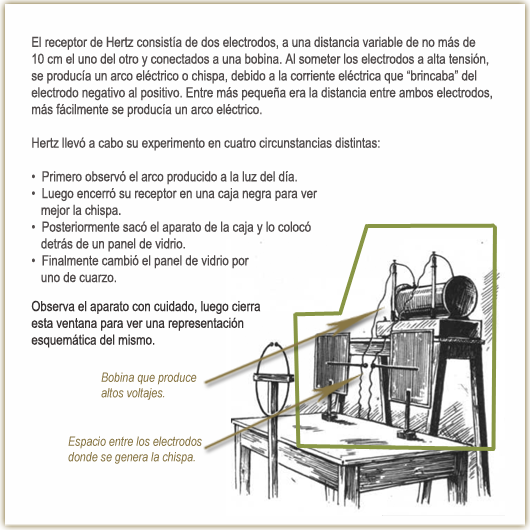 El receptor de Hertz consistía de dos electrodos, a una distancia variable de no más de
10 cm el uno del otro y conectados a una bobina. Al someter los electrodos a alta tensión,
se producía un arco eléctrico o chispa, debido a la corriente eléctrica que “brincaba” del
electrodo negativo al positivo. Entre más pequeña era la distancia entre ambos electrodos,
más fácilmente se producía un arco eléctrico.
Hertz llevó a cabo su experimento en cuatro circunstancias distintas:
• Primero observó el arco producido a la luz del día.
• Luego encerró su receptor en una caja negra para ver
mejor la chispa.
• Posteriormente sacó el aparato de la caja y lo colocó
detrás de un panel de vidrio.
• Finalmente cambió el panel de vidrio por
uno de cuarzo.
Observa el aparato con cuidado, luego cierra
esta ventana para ver una representación
esquemática del mismo.
Bobina que produce
altos voltajes.
Espacio entre los electrodos
donde se genera la chispa.